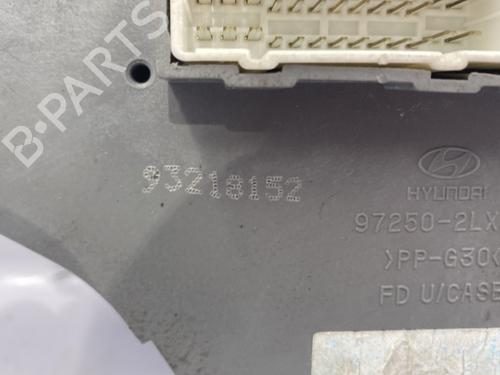 93218152
HYUNDAI
97250-2LX
>PP-G30<
FD U/CASE
B-PARTS